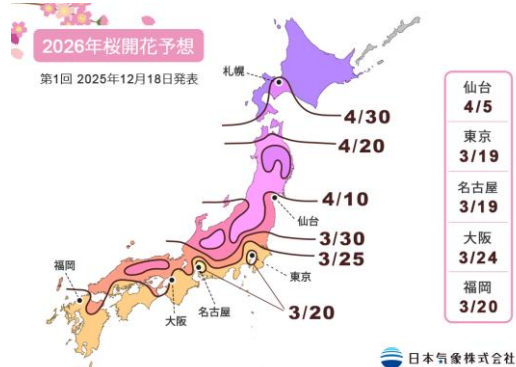 2026年桜開花予想
第1回 2025年12月18日発表
札幌
4/30
4/20
4/10
仙台
3/30
3/25
東京
3/20
名古屋
大阪
福岡
仙台
4/5
東京
3/19
名古屋
3/19
大阪
3/24
福岡
3/20
日本気象株式会社